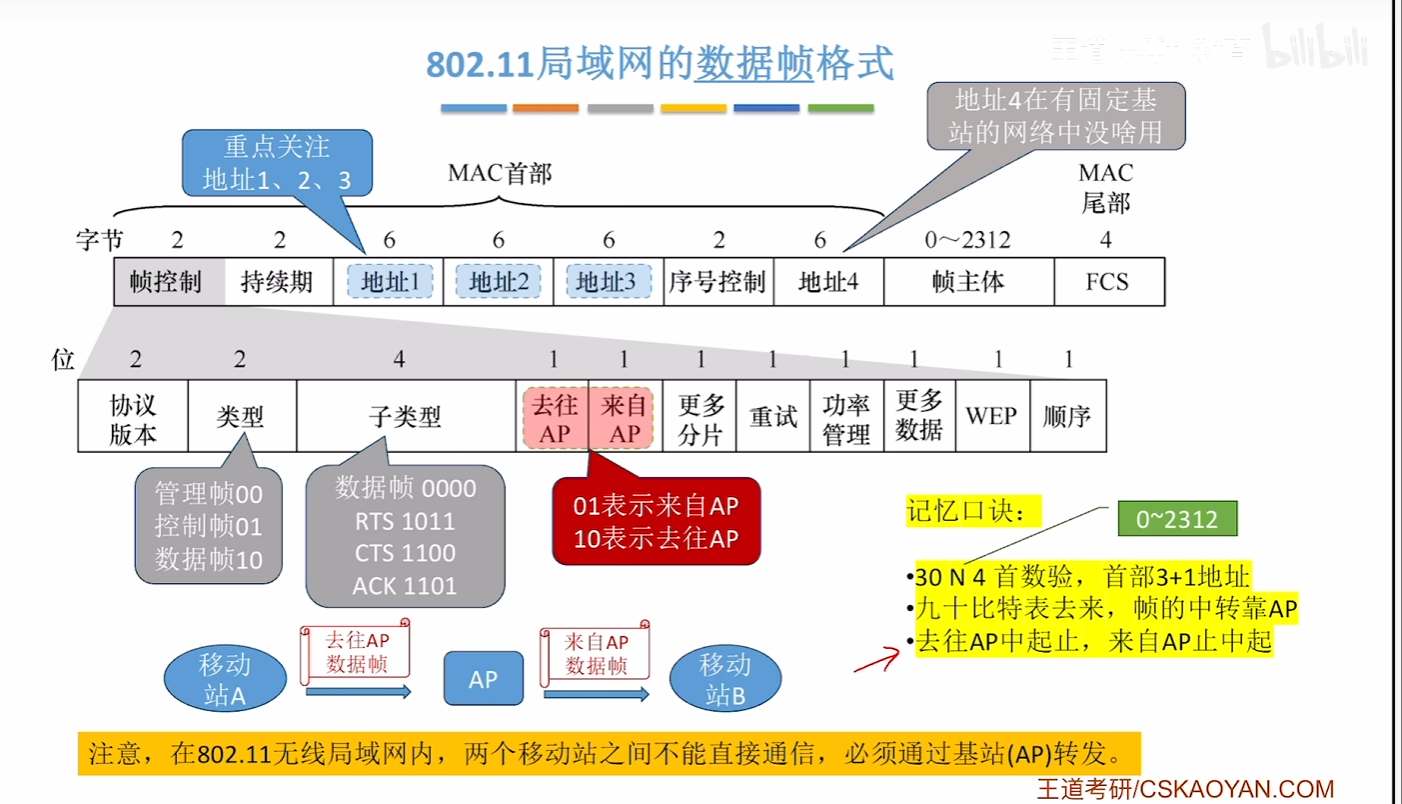 bilibili
802.11局域网的数据帧格式
地址4在有固定基
站的网络中没啥用
重点关注
地址1、2、3
MAC首部
MAC
尾部
字节 2 2 6 6 6 2 6 0～2312 4
帧控制 持续期 地址1 地址2 地址3 序号控制 地址4 帧主体 FCS
位 2 2 4 1 1 1 1 1 1 1 1
协议
版本
类型
子类型
去往
AP
来自
AP
更多
分片
重试
功率
管理
更多
数据
WEP
顺序
管理帧00
控制帧01
数据帧10
数据帧 0000
RTS 1011
CTS 1100
ACK 1101
01表示来自AP
10表示去往AP
记忆口诀：
0~2312
•30 N 4 首数验，首部3+1地址
•九十比特表去来，帧的中转靠AP
•去往AP中起止，来自AP止中起
移动
站A
去往AP
数据帧
AP
来自AP
数据帧
移动
站B
注意，在802.11无线局域网内，两个移动站之间不能直接通信，必须通过基站(AP)转发。
王道考研/CSKAOYAN.COM